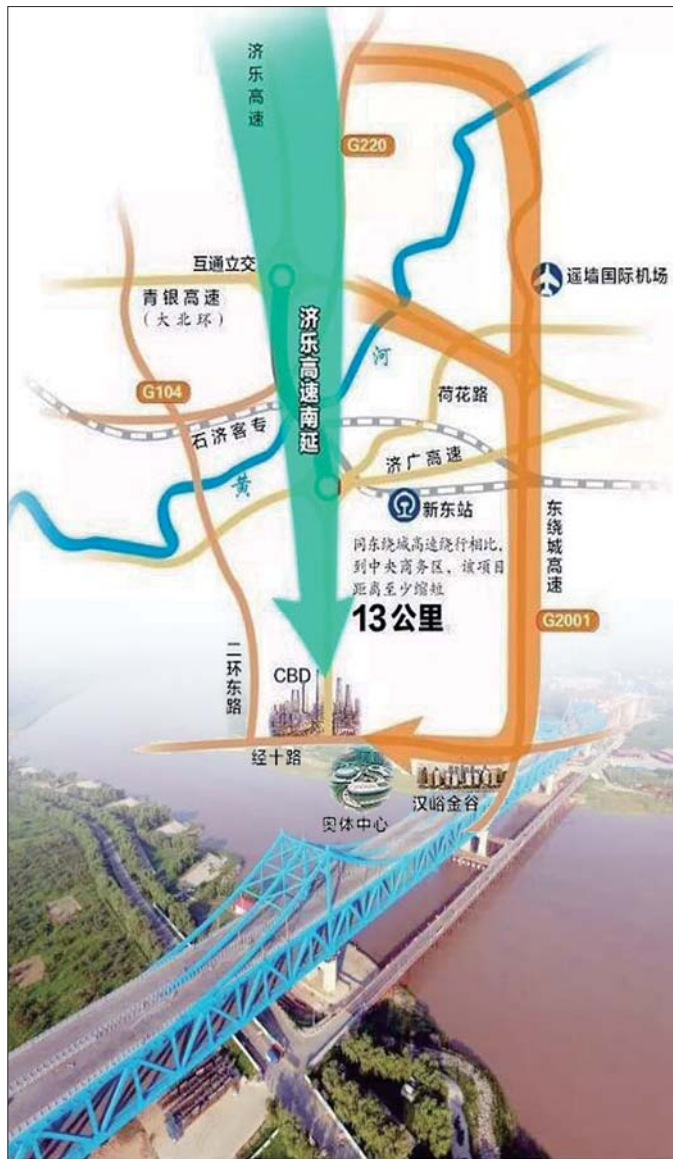 济乐高速
G220
互通立交
遥墙国际机场
青银高速
（大北环）
济乐高速南延
河
G104
荷花路
石济客专
济广高速
黄
新东站
东绕城高速
同东绕城高速绕行相比，
到中央商务区，该项目
距离至少缩短
13公里
G2001
二环东路
CBD
经十路
汉峪金谷
奥体中心